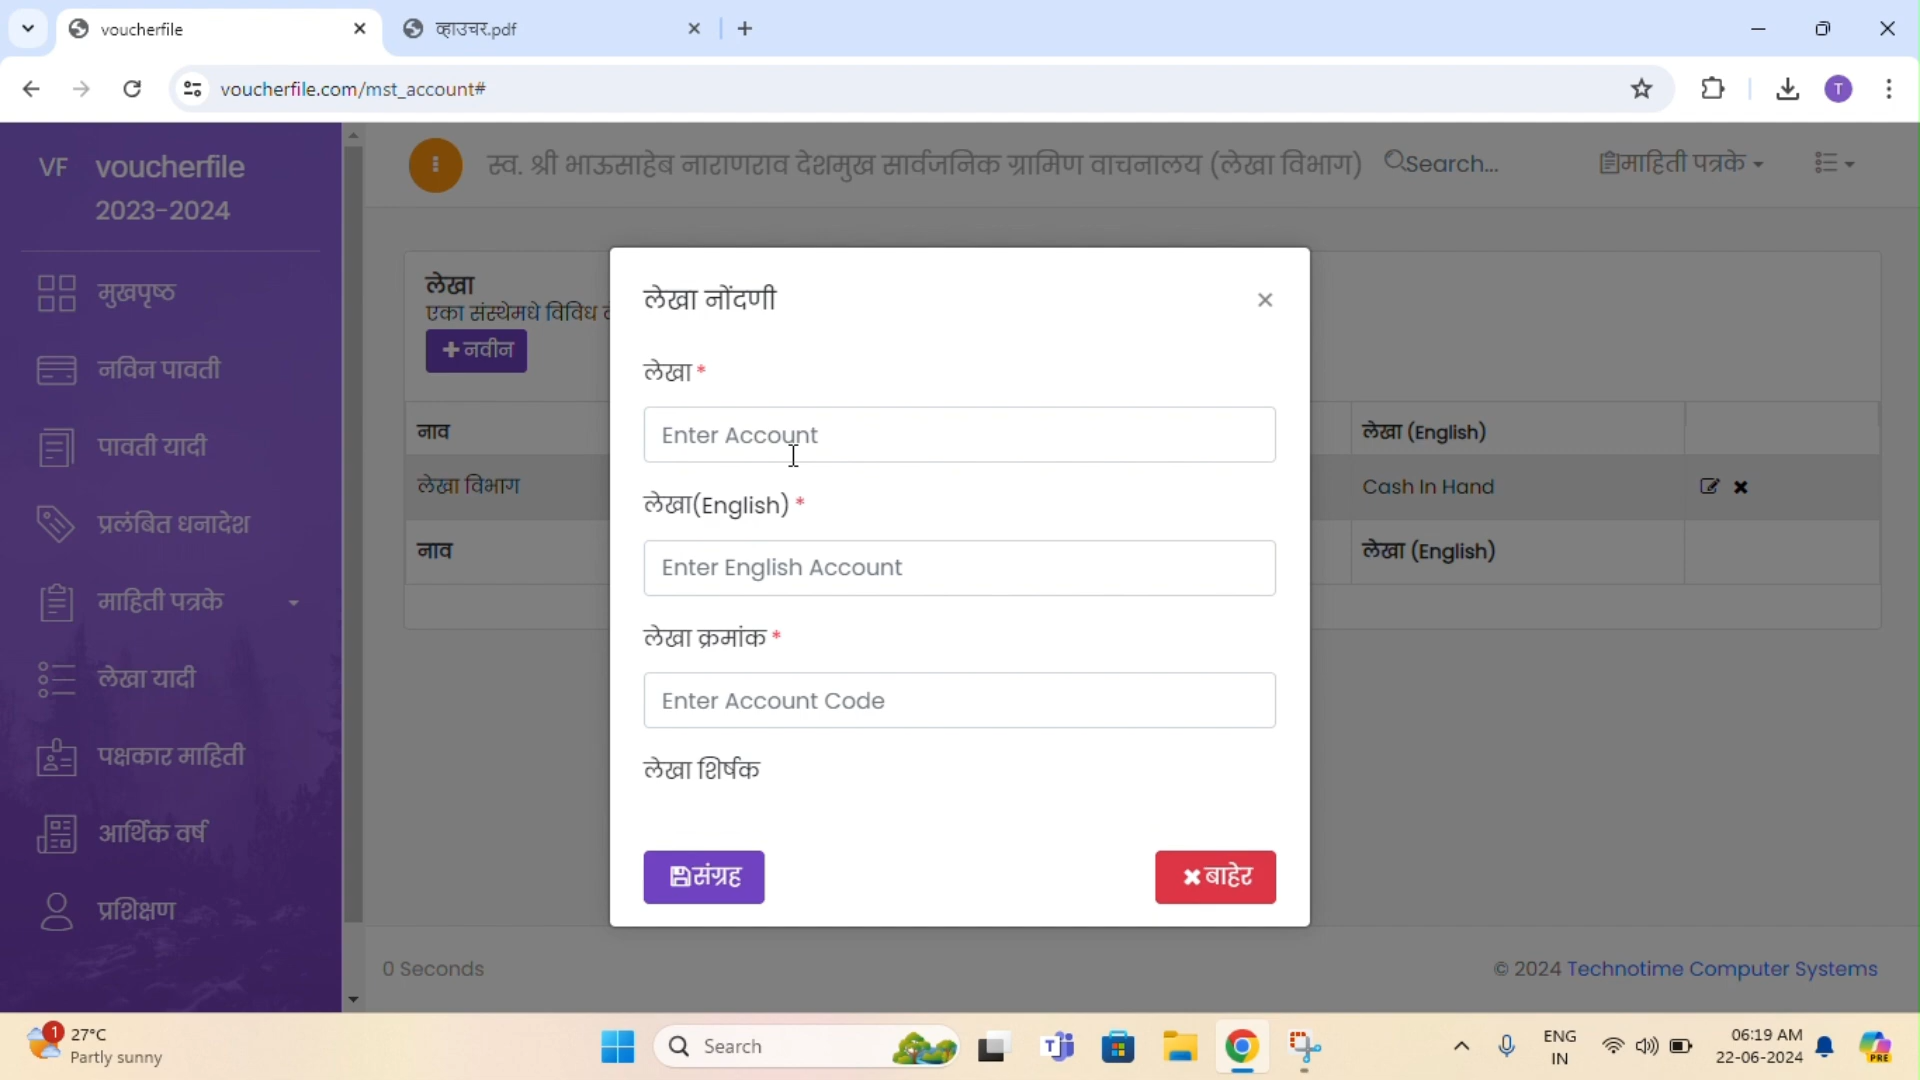 voucherfile
व्हाउचर.pdf
voucherfile.com/mst_account#
T
VF voucherfile
2023-2024
मुखपृष्ठ
नविन पावती
पावती यादी
प्रलंबित धनादेश
माहिती पत्रके
लेखा यादी
पक्षकार माहिती
आर्थिक वर्ष
प्रशिक्षण
स्व. श्री भाऊसाहेब नाराणराव देशमुख सार्वजनिक ग्रामिण वाचनालय (लेखा विभाग)
Search...
माहिती पत्रके
लेखा
एका संस्थेमधे विविध
नवीन
नाव
लेखा (English)
लेखा विभाग
Cash In Hand
नाव
लेखा (English)
लेखा नोंदणी
लेखा *
Enter Account
लेखा(English) *
Enter English Account
लेखा क्रमांक *
Enter Account Code
लेखा शिर्षक
संग्रह
बाहेर
0 Seconds
© 2024 Technotime Computer Systems
1
27°C
Partly sunny
Search
ENG
IN
06:19 AM
22-06-2024
PRE